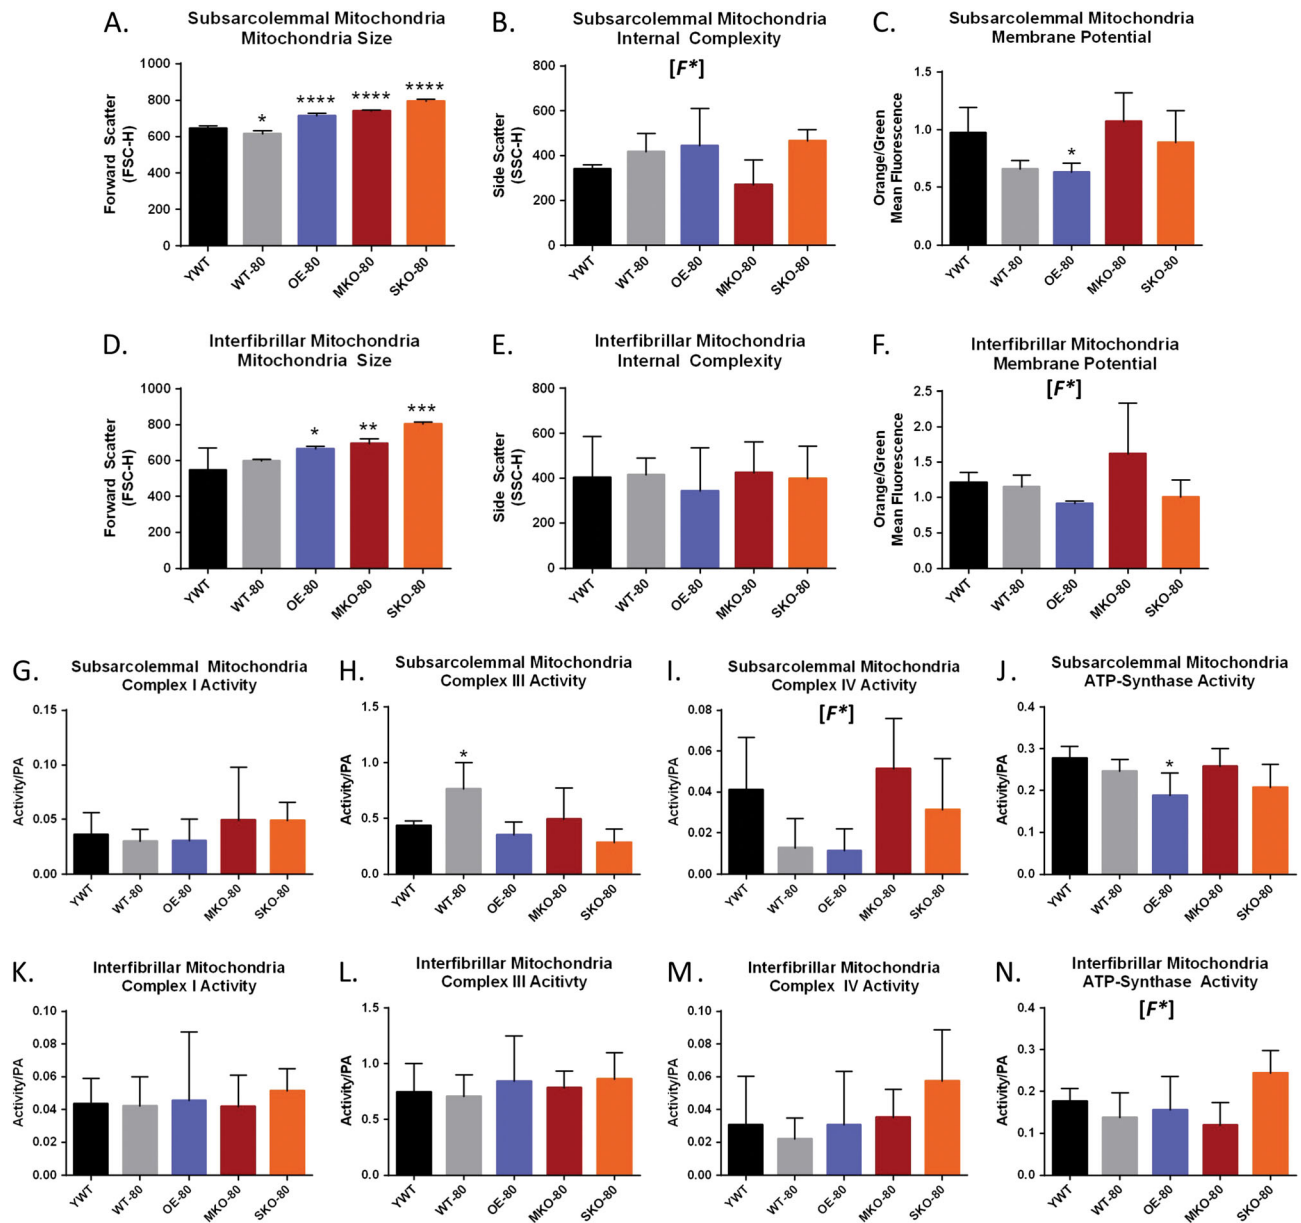 A.
Subsarcolemmal Mitochondria
Mitochondria Size
Forward Scatter
(FSC-H)
1000
800
600
400
200
0
*
****
****
****
YWT
WT-80
OE-80
MKO-80
SKO-80
B.
Subsarcolemmal Mitochondria
Internal Complexity
[F*]
Side Scatter
(SSC-H)
800
600
400
200
0
YWT
WT-80
OE-80
MKO-80
SKO-80
C.
Subsarcolemmal Mitochondria
Membrane Potential
Orange/Green
Mean Fluorescence
1.5
1.0
0.5
0.0
*
YWT
WT-80
OE-80
MKO-80
SKO-80
D.
Interfibrillar Mitochondria
Mitochondria Size
Forward Scatter
(FSC-H)
1000
800
600
400
200
0
*
**
***
YWT
WT-80
OE-80
MKO-80
SKO-80
E.
Interfibrillar Mitochondria
Internal Complexity
Side Scatter
(SSC-H)
800
600
400
200
0
YWT
WT-80
OE-80
MKO-80
SKO-80
F.
Interfibrillar Mitochondria
Membrane Potential
[F*]
Orange/Green
Mean Fluorescence
2.5
2.0
1.5
1.0
0.5
0.0
YWT
WT-80
OE-80
MKO-80
SKO-80
G.
Subsarcolemmal Mitochondria
Complex I Activity
Activity/PA
0.15
0.10
0.05
0.00
YWT
WT-80
OE-80
MKO-80
SKO-80
H.
Subsarcolemmal Mitochondria
Complex III Activity
Activity/PA
1.5
1.0
0.5
0.0
*
YWT
WT-80
OE-80
MKO-80
SKO-80
I.
Subsarcolemmal Mitochondria
Complex IV Activity
[F*]
Activity/PA
0.08
0.06
0.04
0.02
0.00
YWT
WT-80
OE-80
MKO-80
SKO-80
J.
Subsarcolemmal Mitochondria
ATP-Synthase Activity
Activity/PA
0.4
0.3
0.2
0.1
0.0
*
YWT
WT-80
OE-80
MKO-80
SKO-80
K.
Interfibrillar Mitochondria
Complex I Activity
Activity/PA
0.10
0.08
0.06
0.04
0.02
0.00
YWT
WT-80
OE-80
MKO-80
SKO-80
L.
Interfibrillar Mitochondria
Complex III Acitivty
Activity/PA
1.5
1.0
0.5
0.0
YWT
WT-80
OE-80
MKO-80
SKO-80
M.
Interfibrillar Mitochondria
Complex IV Activity
Activity/PA
0.10
0.08
0.06
0.04
0.02
0.00
YWT
WT-80
OE-80
MKO-80
SKO-80
N.
Interfibrillar Mitochondria
ATP-Synthase Activity
[F*]
Activity/PA
0.4
0.3
0.2
0.1
0.0
YWT
WT-80
OE-80
MKO-80
SKO-80